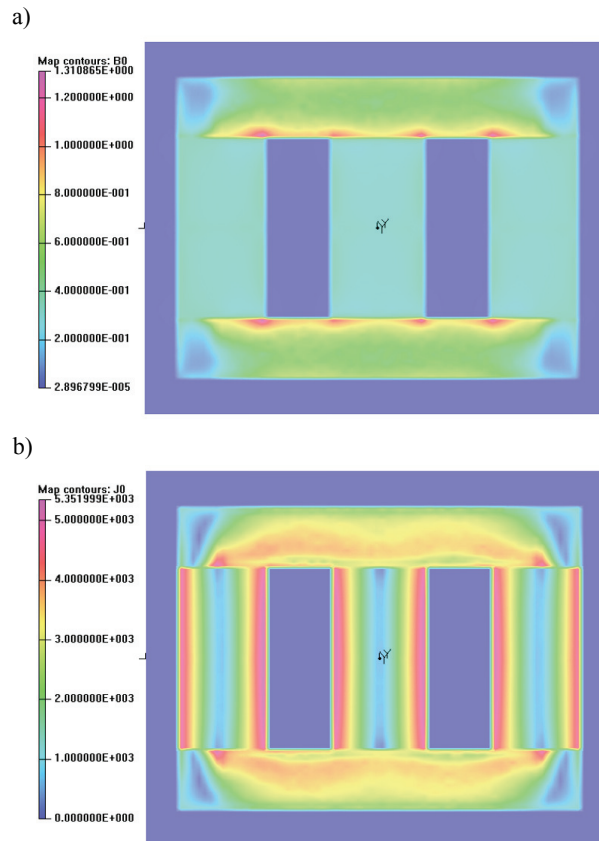 a)
Map contours: B0
1.310865E+000
1.200000E+000
1.000000E+000
8.000000E-001
6.000000E-001
4.000000E-001
2.000000E-001
2.896799E-005
Y
Y
b)
Map contours: J0
5.351999E+003
5.000000E+003
4.000000E+003
3.000000E+003
2.000000E+003
1.000000E+003
0.000000E+000
Y
Y